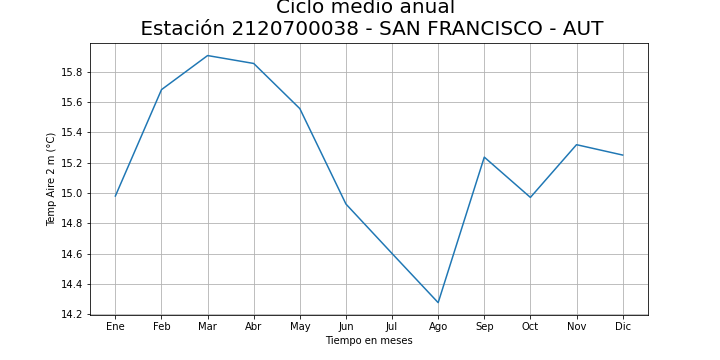 Ciclo medio anual
Estación 2120700038 - SAN FRANCISCO - AUT
Temp Aire 2 m (°C)
15.8
15.6
15.4
15.2
15.0
14.8
14.6
14.4
14.2
Ene Feb Mar Abr May Jun Jul Ago Sep Oct Nov Dic
Tiempo en meses